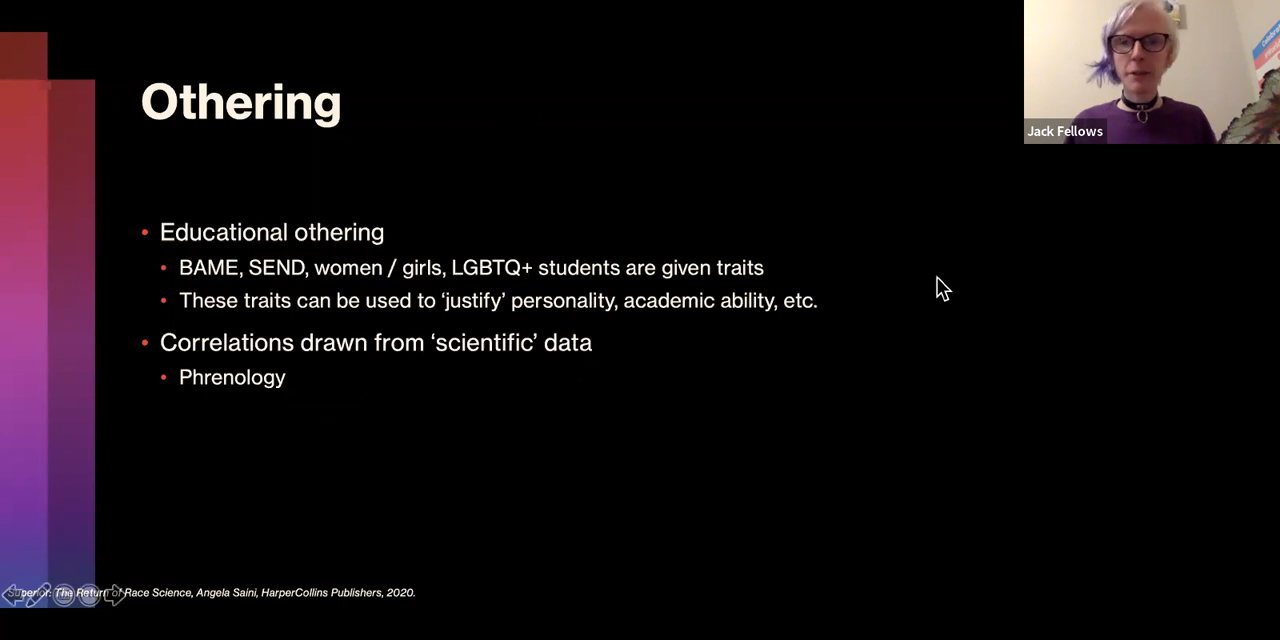 Othering
Jack Fellows
Educational othering
BAME, SEND, women / girls, LGBTQ+ students are given traits
These traits can be used to ‘justify’ personality, academic ability, etc.
Correlations drawn from ‘scientific’ data
Phrenology
Superior: The Return of Race Science, Angela Saini, HarperCollins Publishers, 2020.